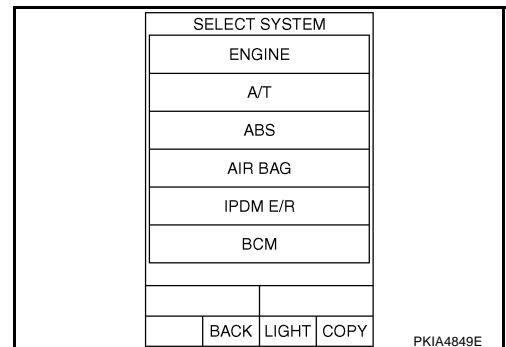 SELECT SYSTEM
ENGINE
A/T
ABS
AIR BAG
IPDM E/R
BCM
BACK LIGHT COPY
PKIA4849E